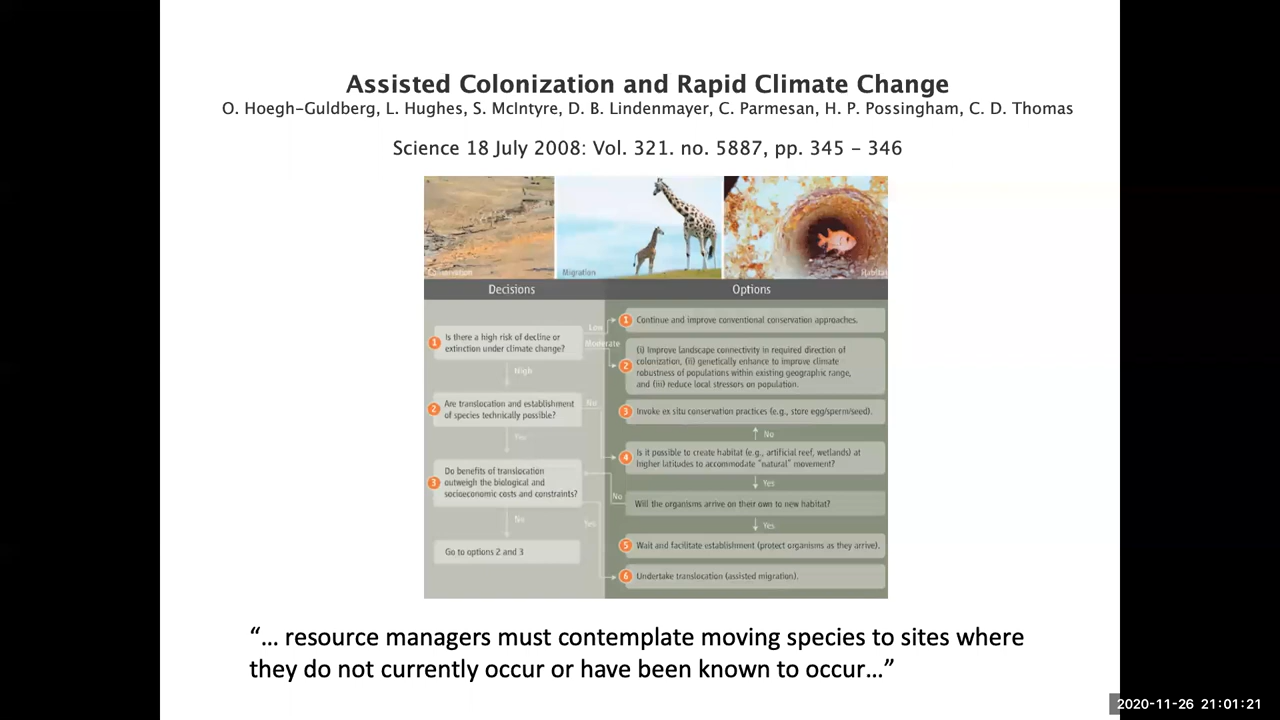 Assisted Colonization and Rapid Climate Change
O. Hoegh-Guldberg, L. Hughes, S. McIntyre, D. B. Lindenmayer, C. Parmesan, H. P. Possingham, C. D. Thomas
Science 18 July 2008: Vol. 321. no. 5887, pp. 345 – 346
Conservation
Migration
Habitat
Decisions
Options
1 Is there a high risk of decline or
extinction under climate change?
Low
Moderate
High
2 Are translocation and establishment
of species technically possible?
No
Yes
3 Do benefits of translocation
outweigh the biological and
socioeconomic costs and constraints?
No
Yes
Go to options 2 and 3
1 Continue and improve conventional conservation approaches.
2 (i) Improve landscape connectivity in required direction of
colonization, (ii) genetically enhance to improve climate
robustness of populations within existing geographic range,
and (iii) reduce local stressors on population.
3 Invoke ex situ conservation practices (e.g., store egg/sperm/seed).
No
4 Is it possible to create habitat (e.g., artificial reef, wetlands) at
higher latitudes to accommodate "natural" movement?
Yes
No
Will the organisms arrive on their own to new habitat?
Yes
5 Wait and facilitate establishment (protect organisms as they arrive).
6 Undertake translocation (assisted migration).
“… resource managers must contemplate moving species to sites where
they do not currently occur or have been known to occur…”
2020-11-26 21:01:21